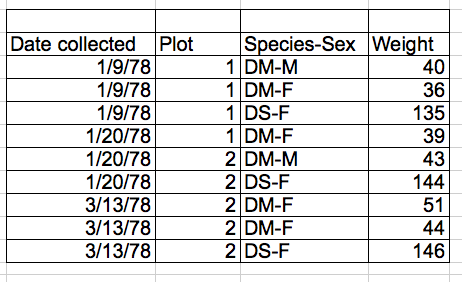 Date collected Plot Species-Sex Weight
1/9/78 1 DM-M 40
1/9/78 1 DM-F 36
1/9/78 1 DS-F 135
1/20/78 1 DM-F 39
1/20/78 2 DM-M 43
1/20/78 2 DS-F 144
3/13/78 2 DM-F 51
3/13/78 2 DM-F 44
3/13/78 2 DS-F 146